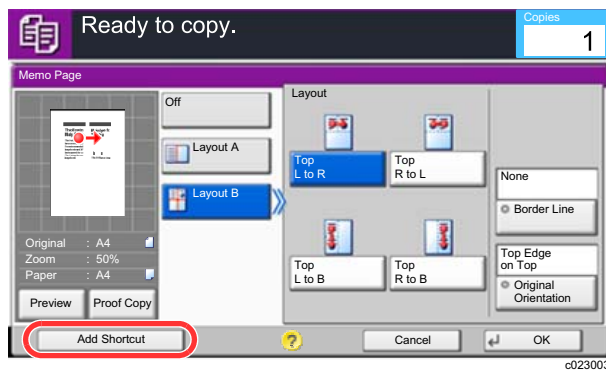 Ready to copy.
Copies
1
Memo Page
Off
Layout A
Layout B
Layout
Top
L to R
Top
R to L
Top
L to B
Top
R to B
None
Border Line
Top Edge
on Top
Original
Orientation
Original : A4
Zoom : 50%
Paper : A4
Preview
Proof Copy
Add Shortcut
?
Cancel
OK
c023003